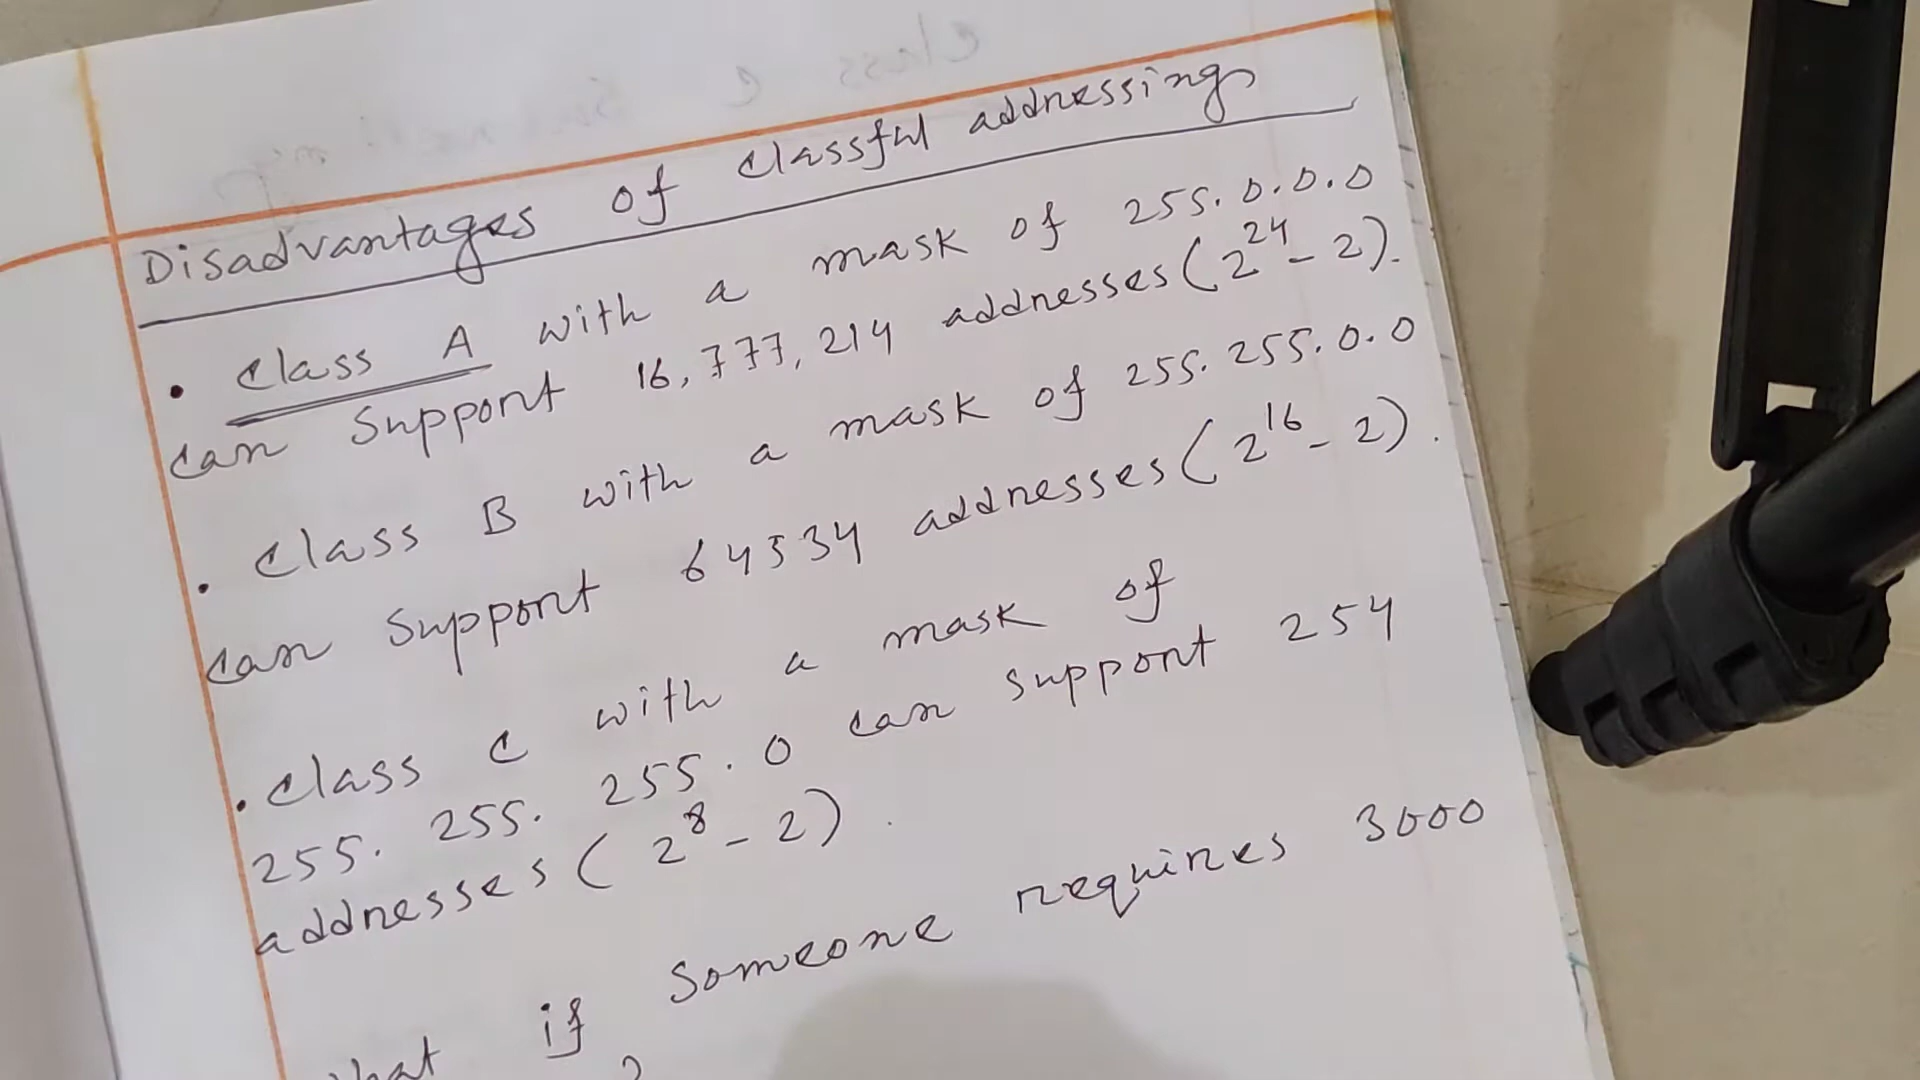 Disadvantages of classful addressing
• Class A with a mask of 255.0.0.0
can support 16,777,214 addresses (2^24 - 2).
• Class B with a mask of 255.255.0.0
can support 64534 addresses (2^16 - 2).
• Class C with a mask of
255.255.255.0 can support 254
addresses (2^8 - 2).
if someone requires 3000
?